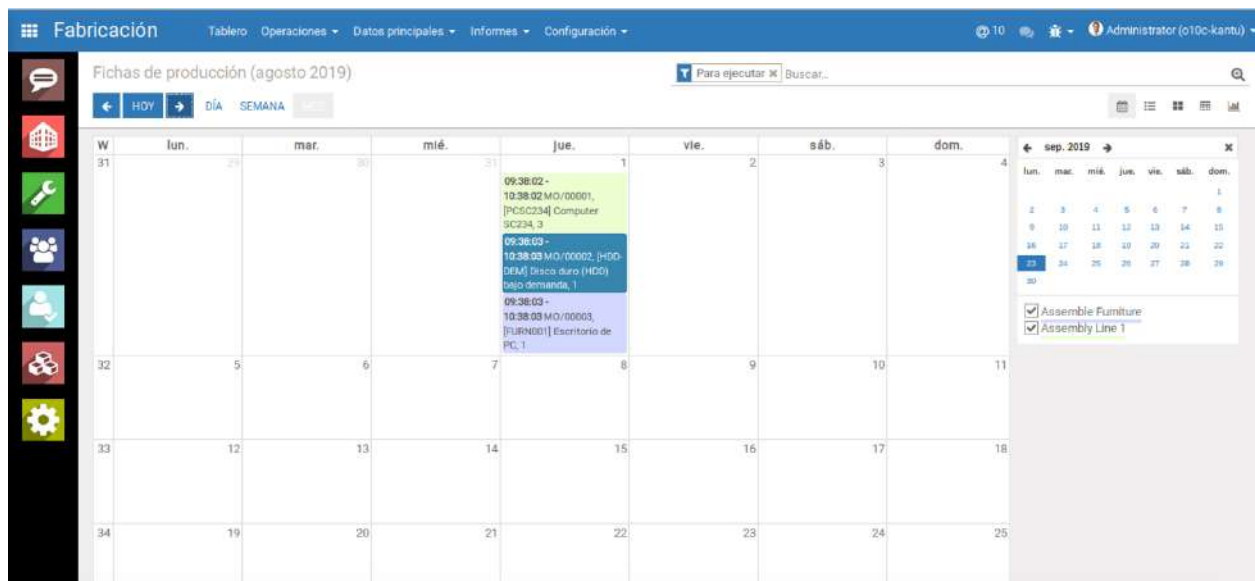 Fabricación Tablero Operaciones Datos principales Informes Configuración @10 Administrator (o10c-kantu)
Fichas de producción (agosto 2019) Para ejecutar Buscar...
HOY DÍA SEMANA MES
W lun. mar. mié. jue. vie. sáb. dom.
31 29 30 31 1 2 3 4
09:38:02 -
10:38:02 MO/00001,
[PCSC234] Computer
SC234, 3
09:38:03 -
10:38:03 MO/00002, [HDD-
DEM] Disco duro (HDD)
bajo demanda, 1
09:38:03 -
10:38:03 MO/00003,
[FURN001] Escritorio de
PC, 1
32 5 6 7 8 9 10 11
33 12 13 14 15 16 17 18
34 19 20 21 22 23 24 25
sep. 2019
lun. mar. mié. jue. vie. sáb. dom.
1
2 3 4 5 6 7 8
9 10 11 12 13 14 15
16 17 18 19 20 21 22
23 24 25 26 27 28 29
30
Assemble Furniture
Assembly Line 1